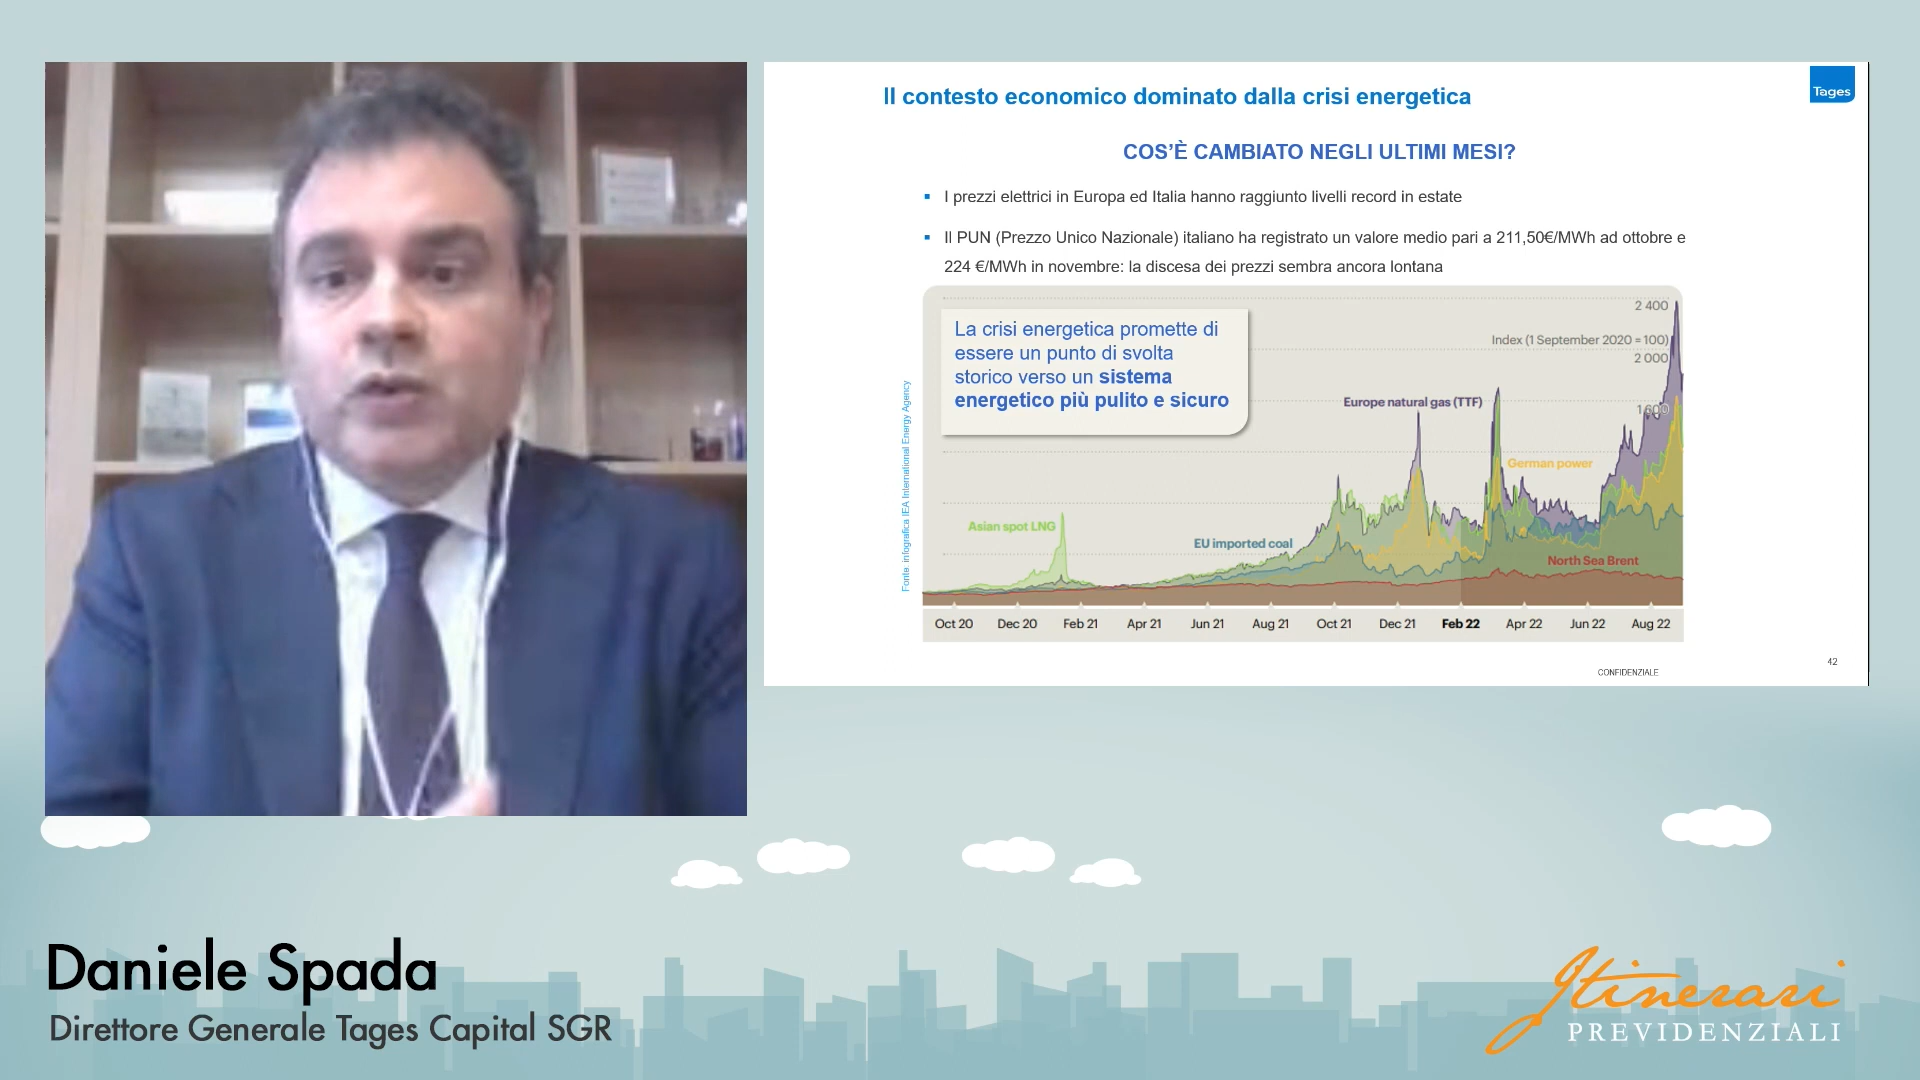 Il contesto economico dominato dalla crisi energetica
Tages
COS'È CAMBIATO NEGLI ULTIMI MESI?
I prezzi elettrici in Europa ed Italia hanno raggiunto livelli record in estate
Il PUN (Prezzo Unico Nazionale) italiano ha registrato un valore medio pari a 211,50€/MWh ad ottobre e
224 €/MWh in novembre: la discesa dei prezzi sembra ancora lontana
La crisi energetica promette di
essere un punto di svolta
storico verso un sistema
energetico più pulito e sicuro
2 400
Index (1 September 2020 = 100)
2 000
1 600
Europe natural gas (TTF)
German power
Asian spot LNG
EU imported coal
North Sea Brent
Oct 20 Dec 20 Feb 21 Apr 21 Jun 21 Aug 21 Oct 21 Dec 21 Feb 22 Apr 22 Jun 22 Aug 22
Fonte: infografica IEA International Energy Agency
42
CONFIDENZIALE
Daniele Spada
Direttore Generale Tages Capital SGR
Itinerari
PREVIDENZIALI